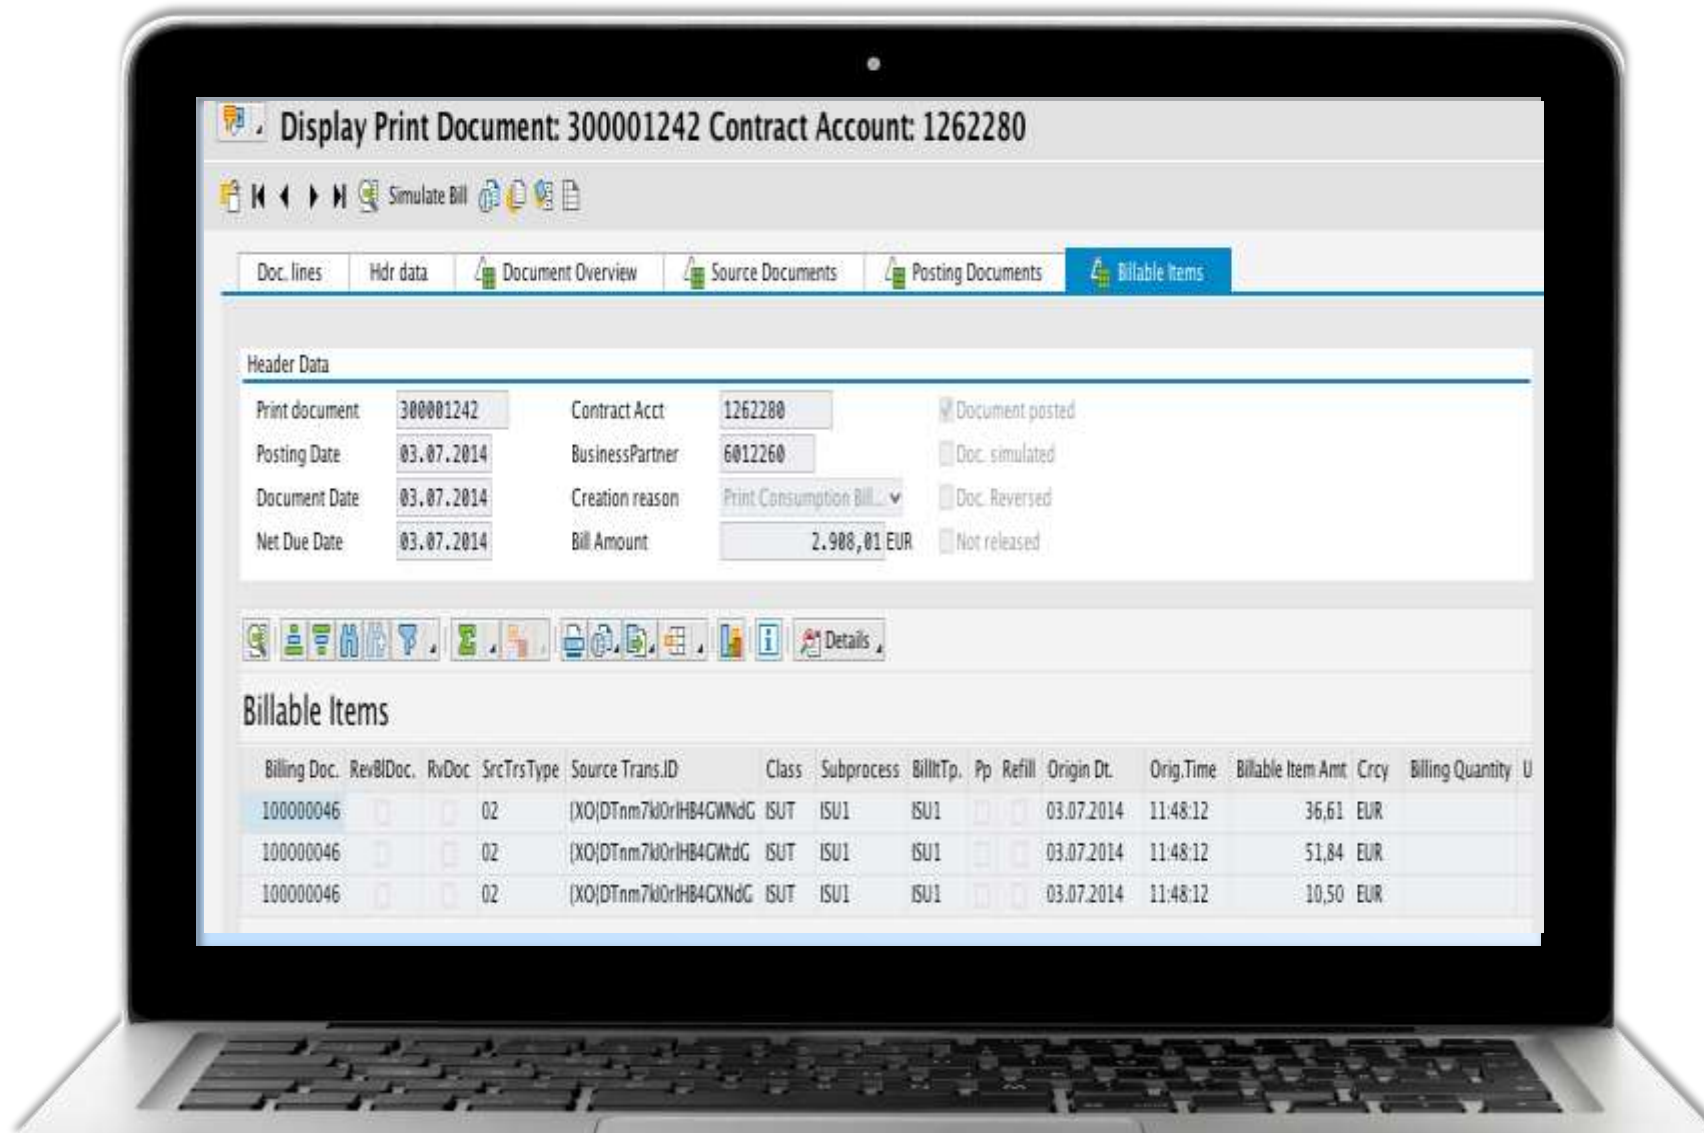 Display Print Document: 300001242 Contract Account: 1262280
Simulate Bill
Doc. lines Hdr data Document Overview Source Documents Posting Documents Billable Items
Header Data
Print document 300001242 Contract Acct 1262280 Document posted
Posting Date 03.07.2014 BusinessPartner 6012260 Doc. simulated
Document Date 03.07.2014 Creation reason Print Consumption Bill... Doc. Reversed
Net Due Date 03.07.2014 Bill Amount 2.908,01 EUR Not released
Details
Billable Items
Billing Doc. RevBlDoc. RvDoc SrcTrsType Source Trans.ID Class Subprocess BillItTp. Pp Refill Origin Dt. Orig.Time Billable Item Amt Crcy Billing Quantity U
100000046 02 ISUT ISU1 ISU1 03.07.2014 11:48:12 36,61 EUR
100000046 02 ISUT ISU1 ISU1 03.07.2014 11:48:12 51,84 EUR
100000046 02 ISUT ISU1 ISU1 03.07.2014 11:48:12 10,50 EUR